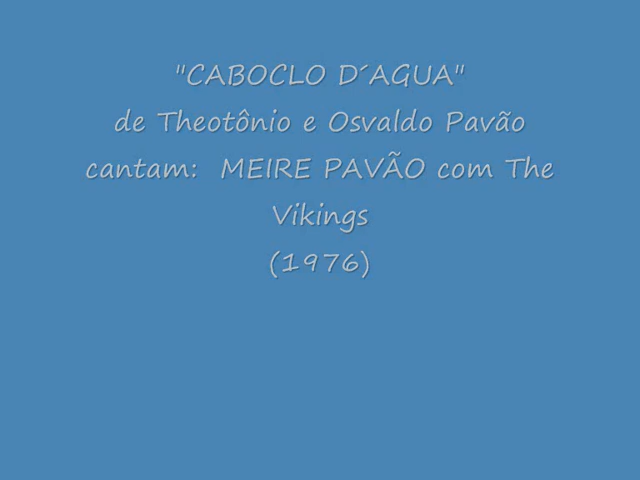 "CABOCLO D´AGUA"
de Theotônio e Osvaldo Pavão
cantam:  MEIRE PAVÃO com The
Vikings
(1976)